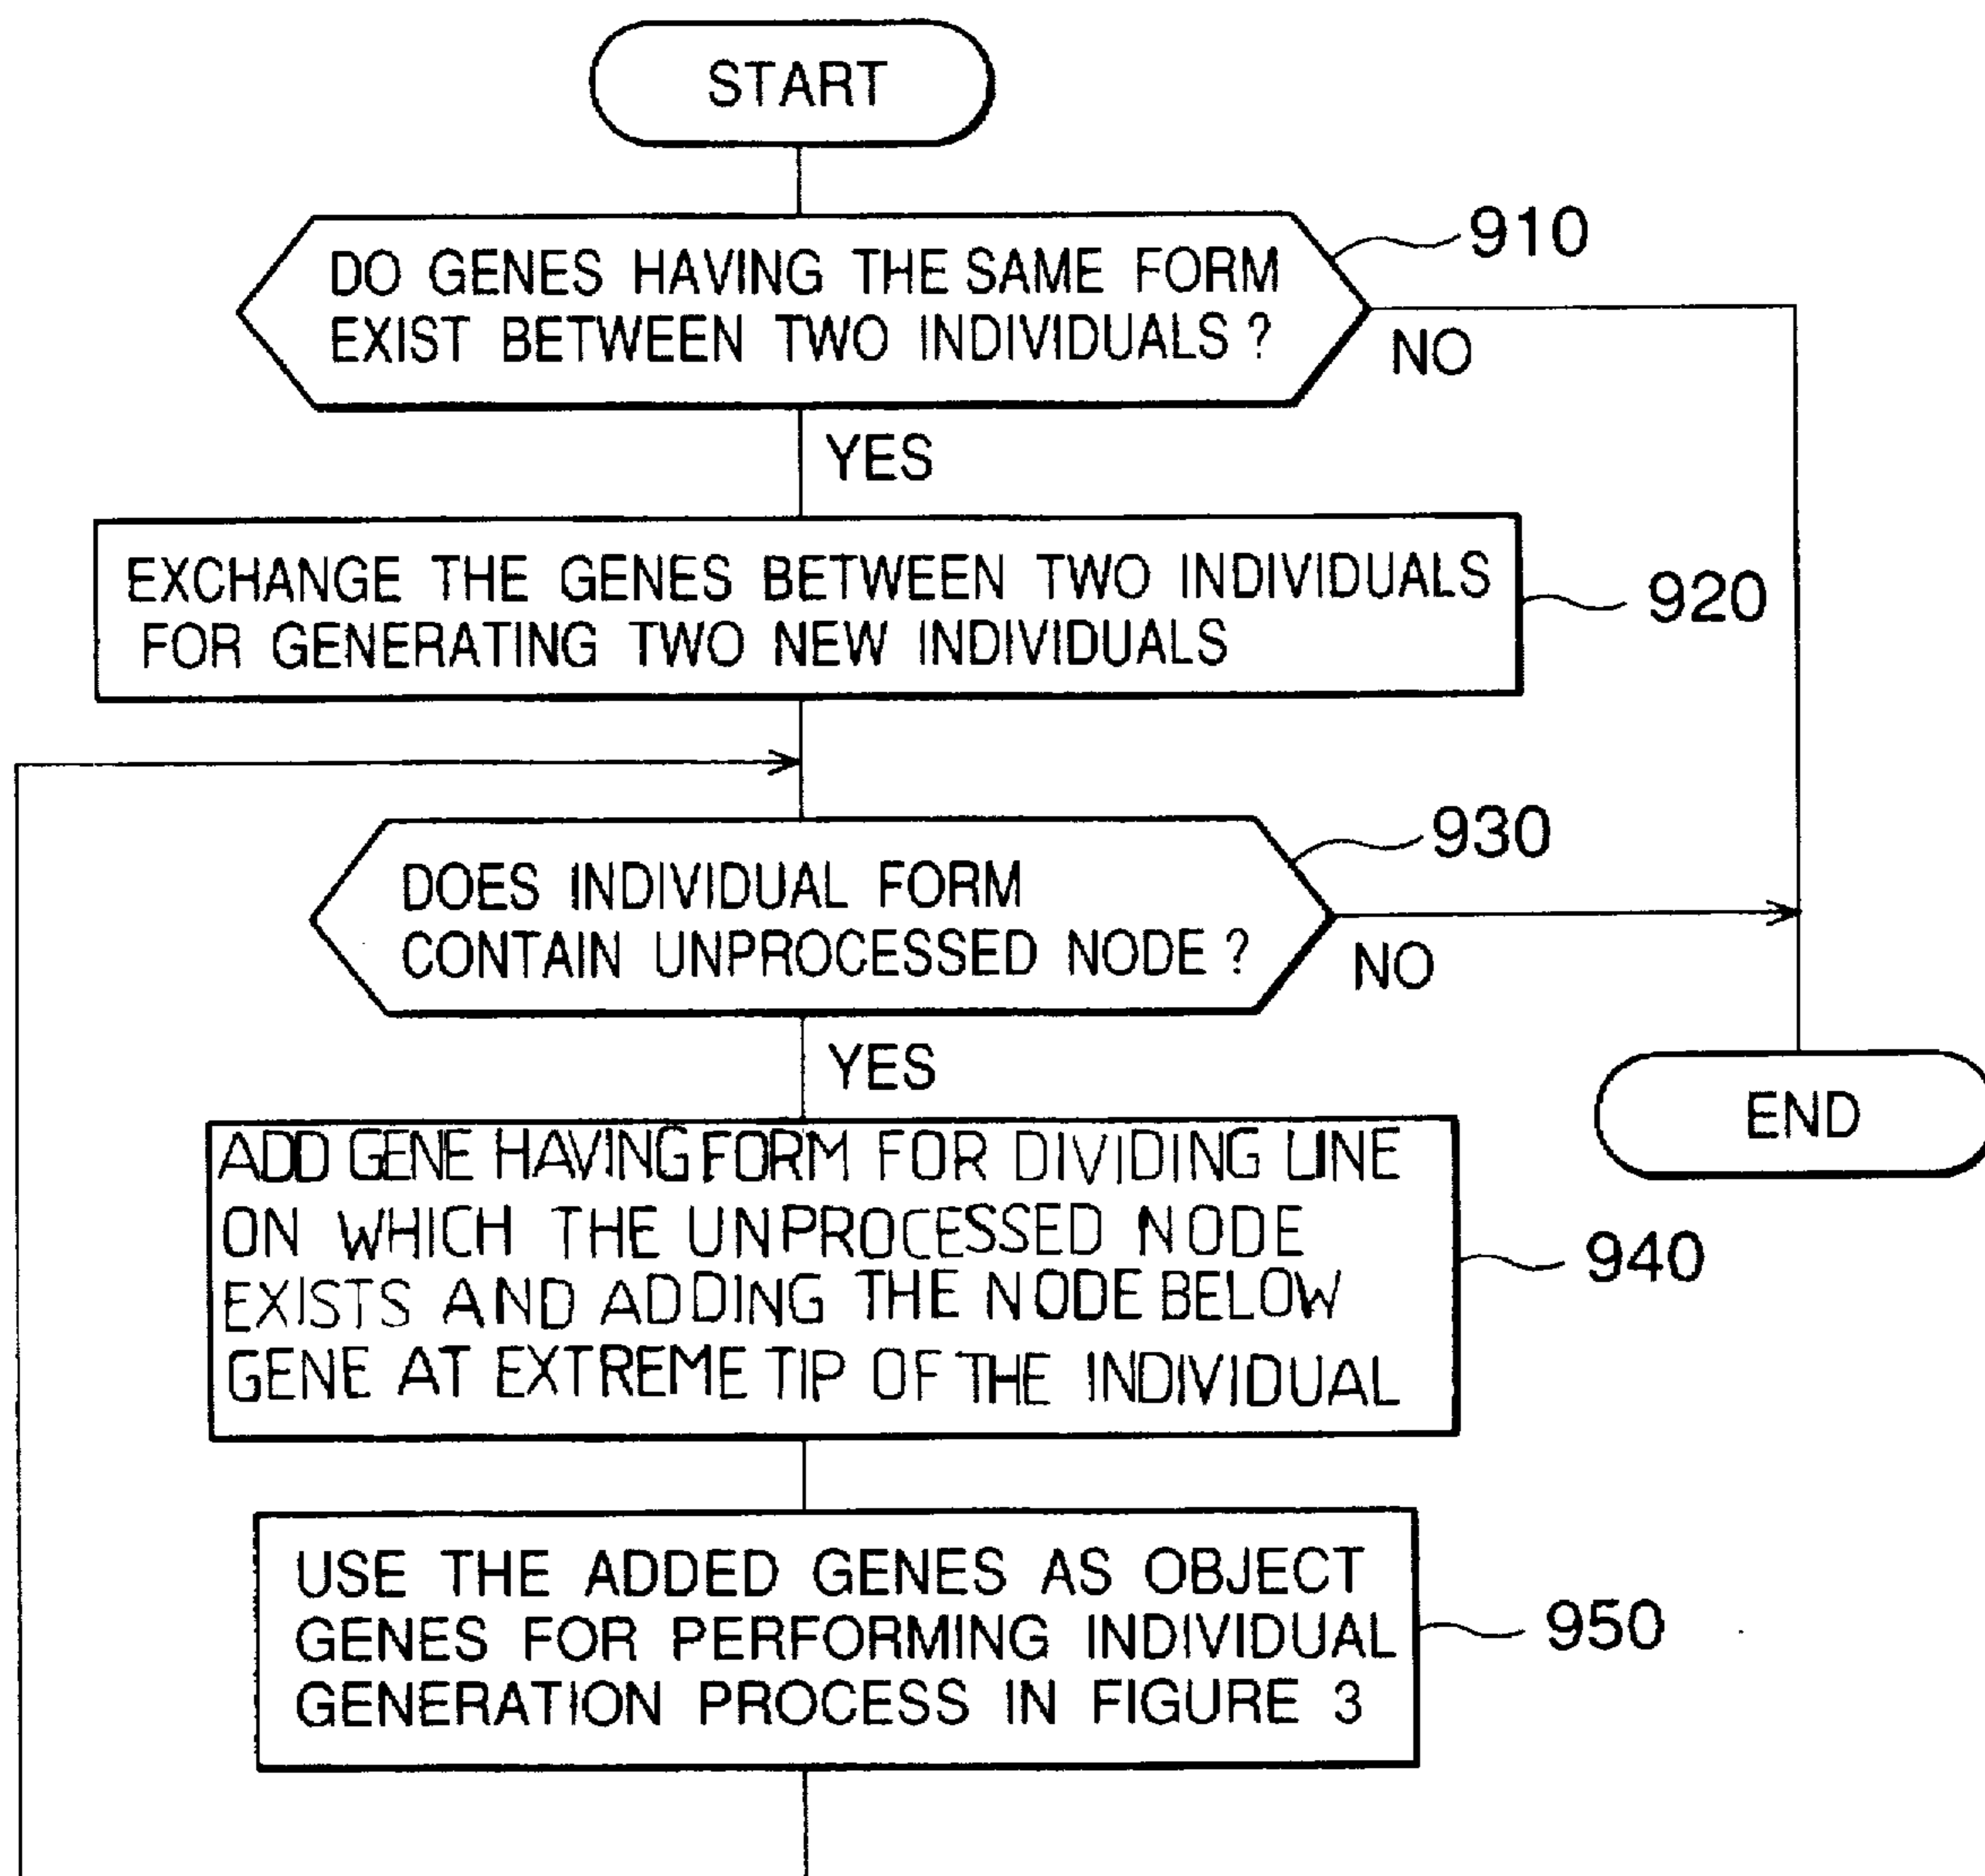 START
910
DO GENES HAVING THE SAME FORM
EXIST BETWEEN TWO INDIVIDUALS?
NO
YES
EXCHANGE THE GENES BETWEEN TWO INDIVIDUALS
FOR GENERATING TWO NEW INDIVIDUALS
920
930
DOES INDIVIDUAL FORM
CONTAIN UNPROCESSED NODE?
NO
YES
END
ADD GENE HAVING FORM FOR DIVIDING LINE
ON WHICH THE UNPROCESSED NODE
EXISTS AND ADDING THE NODE BELOW
GENE AT EXTREME TIP OF THE INDIVIDUAL
940
USE THE ADDED GENES AS OBJECT
GENES FOR PERFORMING INDIVIDUAL
GENERATION PROCESS IN FIGURE 3
950